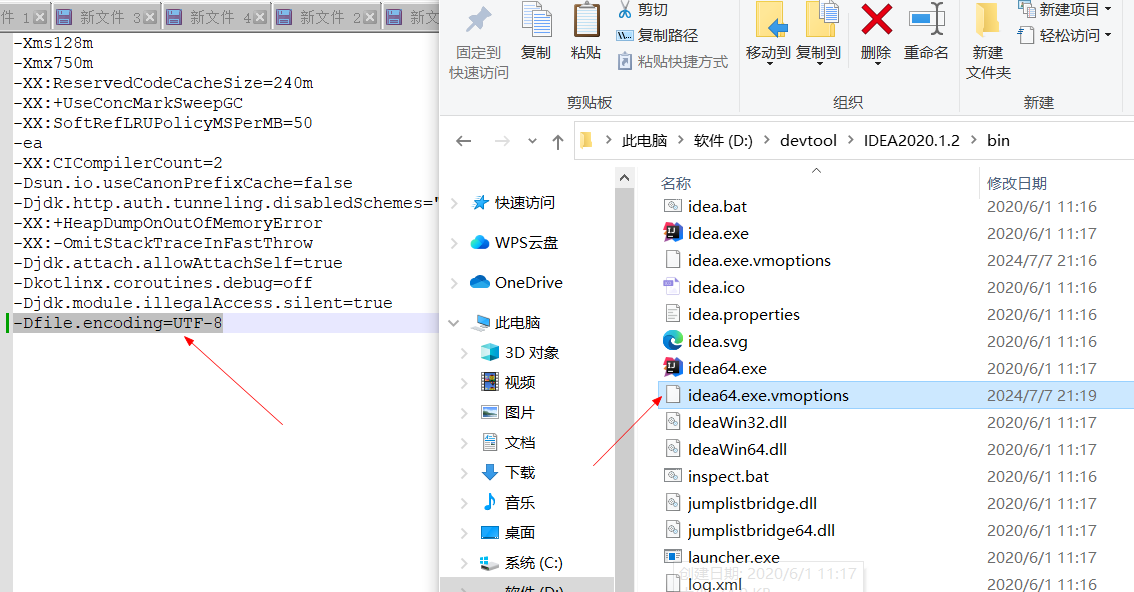 件 1
新文件 3
新文件 4
新文件 2
新文
-Xms128m
-Xmx750m
-XX:ReservedCodeCacheSize=240m
-XX:+UseConcMarkSweepGC
-XX:SoftRefLRUPolicyMSPerMB=50
-ea
-XX:CICompilerCount=2
-Dsun.io.useCanonPrefixCache=false
-Djdk.http.auth.tunneling.disabledSchemes="
-XX:+HeapDumpOnOutOfMemoryError
-XX:-OmitStackTraceInFastThrow
-Djdk.attach.allowAttachSelf=true
-Dkotlinx.coroutines.debug=off
-Djdk.module.illegalAccess.silent=true
-Dfile.encoding=UTF-8
固定到
快速访问
复制
粘贴
剪切
复制路径
粘贴快捷方式
剪贴板
移动到
复制到
删除
重命名
组织
新建
文件夹
新建项目
轻松访问
新建
此电脑 > 软件 (D:) > devtool > IDEA2020.1.2 > bin
快速访问
WPS云盘
OneDrive
此电脑
3D 对象
视频
图片
文档
下载
音乐
桌面
系统 (C:)
软件 (D:)
名称 修改日期
idea.bat 2020/6/1 11:16
idea.exe 2020/6/1 11:17
idea.exe.vmoptions 2024/7/7 21:16
idea.ico 2020/6/1 11:16
idea.properties 2020/6/1 11:16
idea.svg 2020/6/1 11:16
idea64.exe 2020/6/1 11:17
idea64.exe.vmoptions 2024/7/7 21:19
IdeaWin32.dll 2020/6/1 11:17
IdeaWin64.dll 2020/6/1 11:17
inspect.bat 2020/6/1 11:16
jumplistbridge.dll 2020/6/1 11:17
jumplistbridge64.dll 2020/6/1 11:17
launcher.exe 2020/6/1 11:17
创建日期: 2020/6/1 11:17
log.xml 2020/6/1 11:16